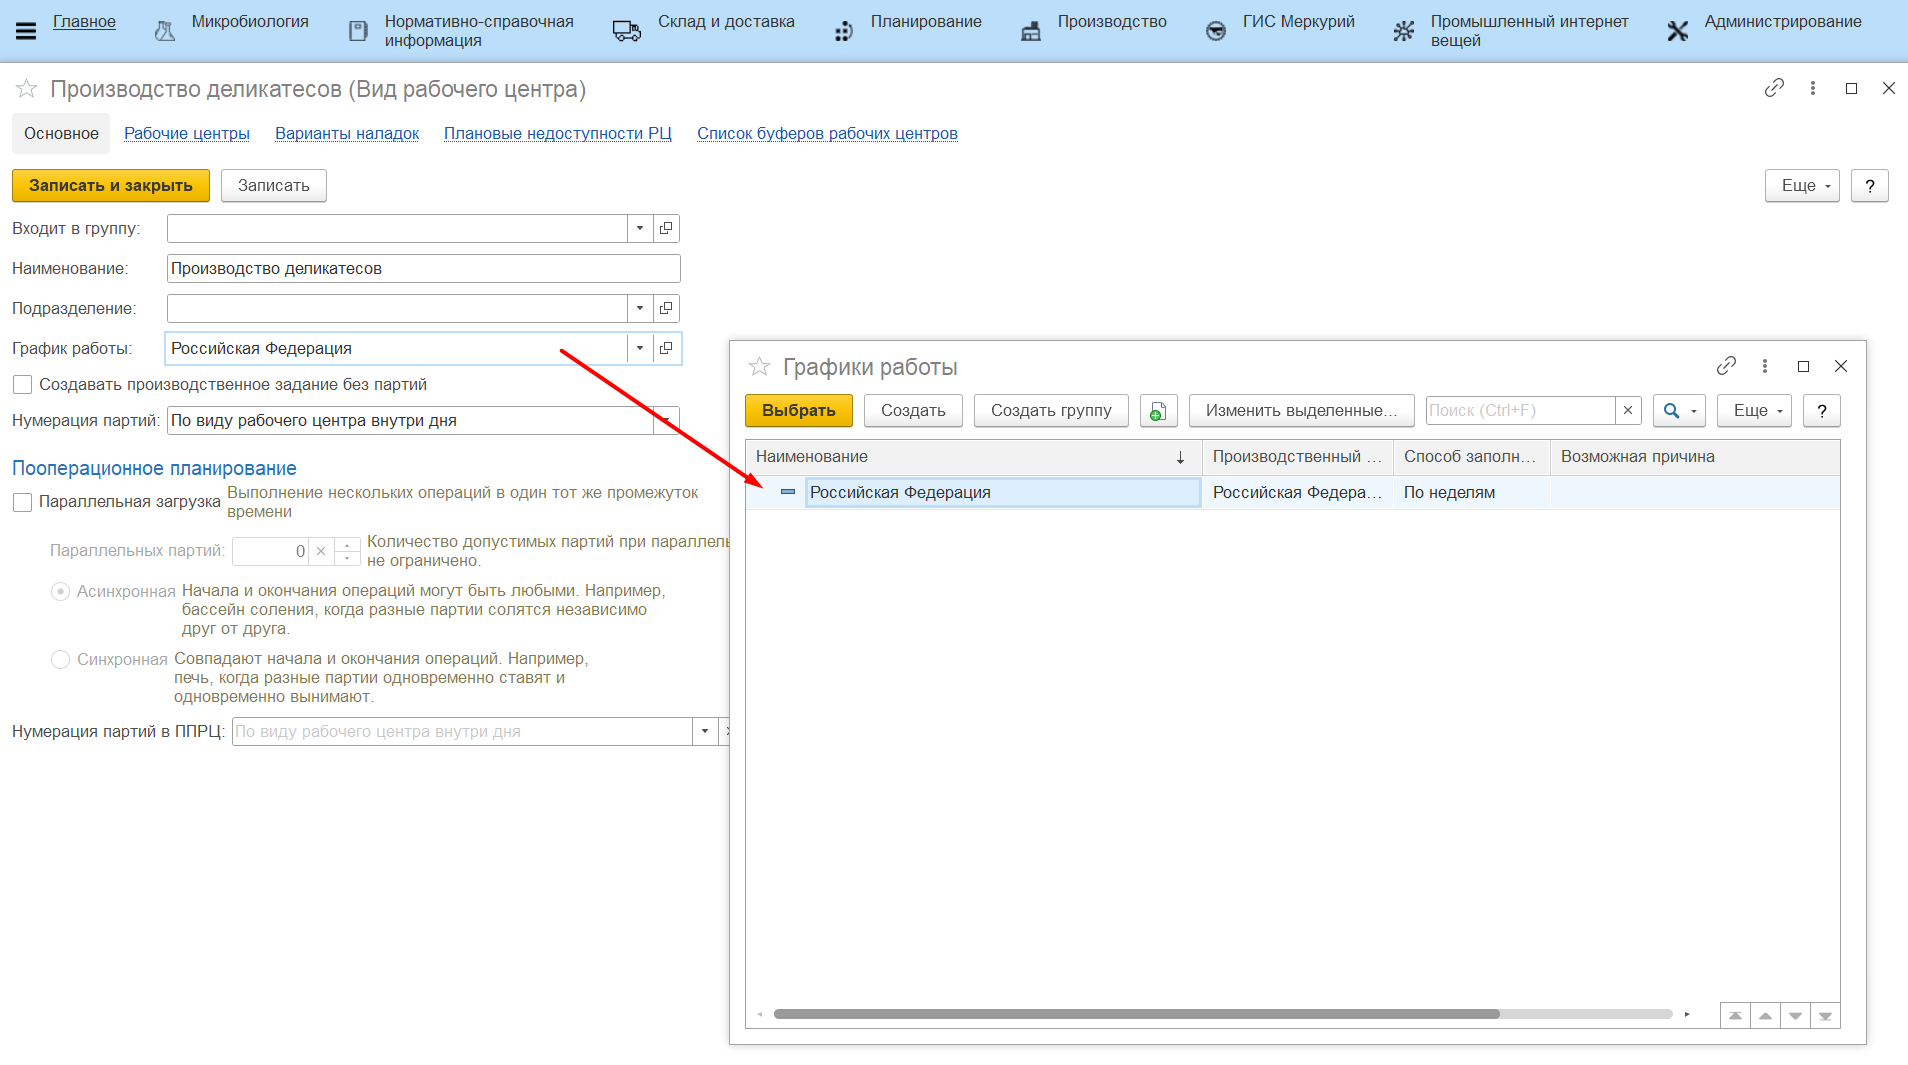 Главное
Микробиология
Нормативно-справочная
информация
Склад и доставка
Планирование
Производство
ГИС Меркурий
Промышленный интернет
вещей
Администрирование
Производство деликатесов (Вид рабочего центра)
Основное
Рабочие центры
Варианты наладок
Плановые недоступности РЦ
Список буферов рабочих центров
Записать и закрыть
Записать
Еще
?
Входит в группу:
Наименование:
Производство деликатесов
Подразделение:
График работы:
Российская Федерация
Создавать производственное задание без партий
Нумерация партий:
По виду рабочего центра внутри дня
Пооперационное планирование
Параллельная загрузка
Выполнение нескольких операций в один тот же промежуток
времени
Параллельных партий:
0
Количество допустимых партий при параллель
не ограничено.
Асинхронная
Начала и окончания операций могут быть любыми. Например,
бассейн соления, когда разные партии солятся независимо
друг от друга.
Синхронная
Совпадают начала и окончания операций. Например,
печь, когда разные партии одновременно ставят и
одновременно вынимают.
Нумерация партий в ППРЦ:
По виду рабочего центра внутри дня
Графики работы
Выбрать
Создать
Создать группу
Изменить выделенные...
Поиск (Ctrl+F)
Еще
?
Наименование
Производственный ...
Способ заполн...
Возможная причина
Российская Федерация
Российская Федера...
По неделям